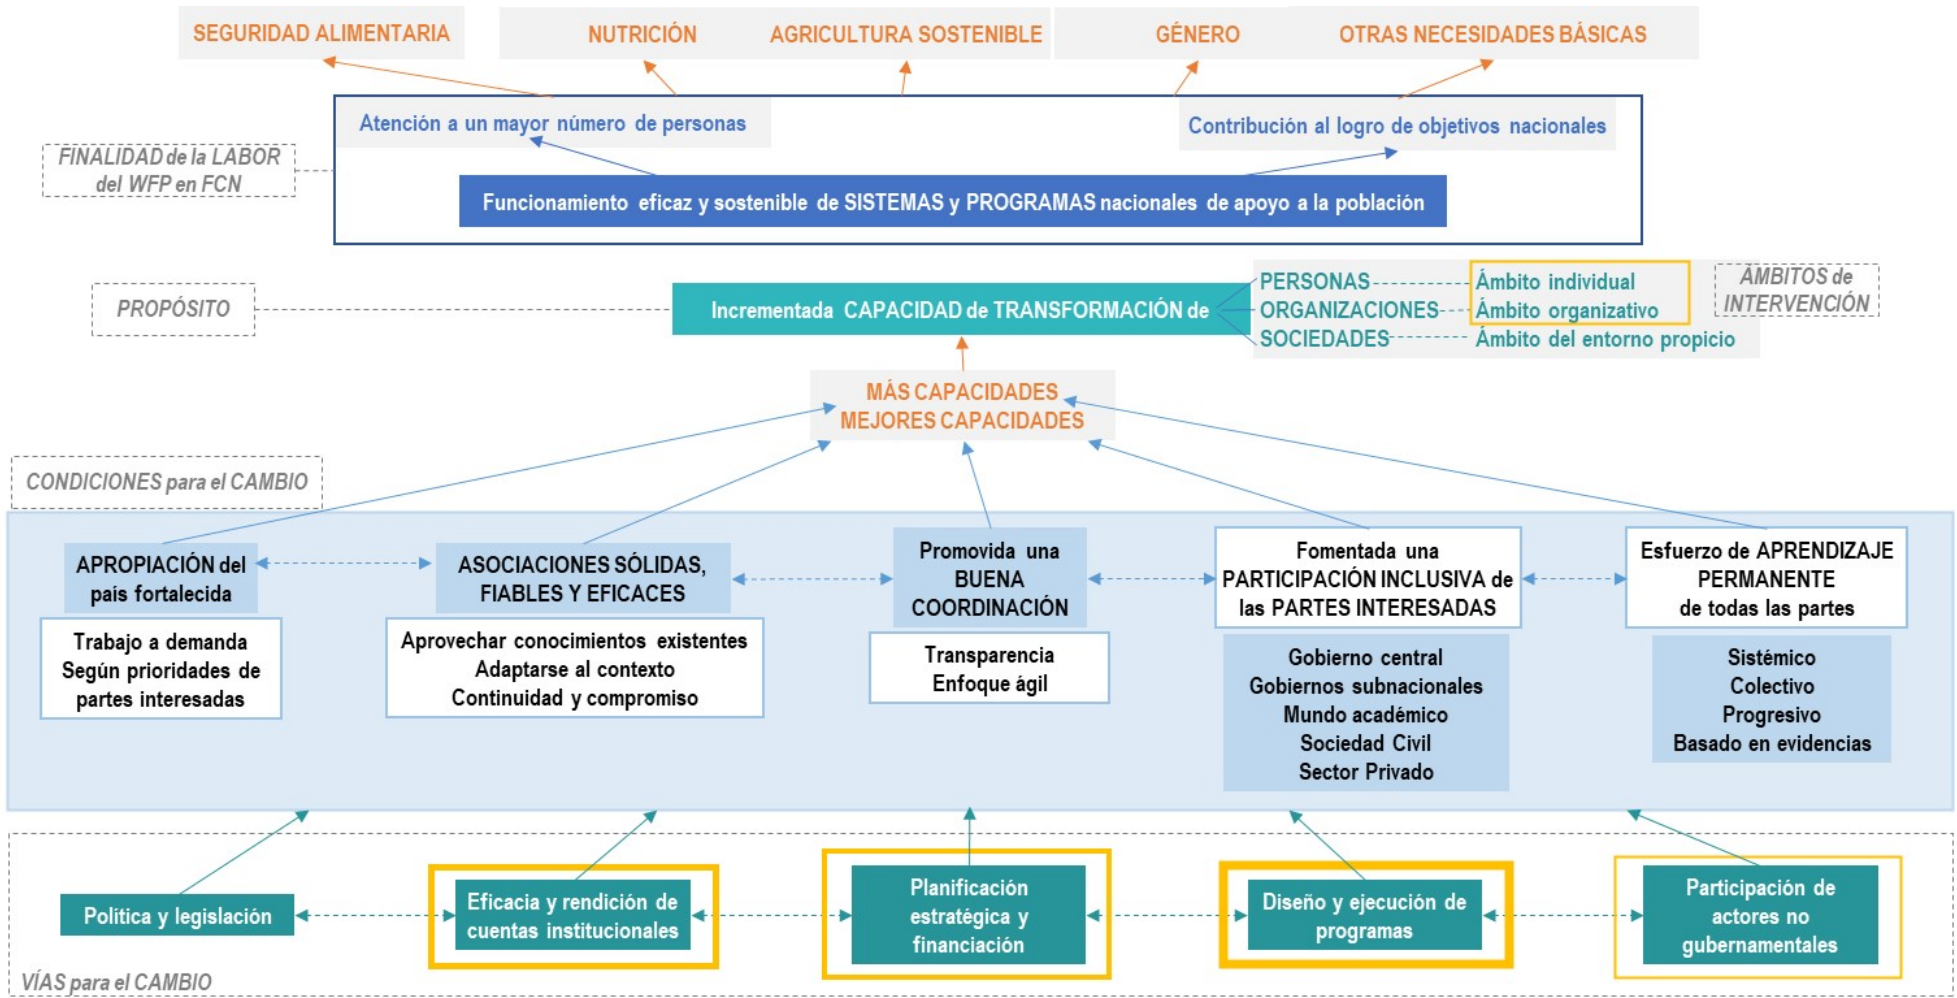 SEGURIDAD ALIMENTARIA
NUTRICIÓN
AGRICULTURA SOSTENIBLE
GÉNERO
OTRAS NECESIDADES BÁSICAS
Atención a un mayor número de personas
Contribución al logro de objetivos nacionales
FINALIDAD de la LABOR
del WFP en FCN
Funcionamiento eficaz y sostenible de SISTEMAS y PROGRAMAS nacionales de apoyo a la población
PROPÓSITO
Incrementada CAPACIDAD de TRANSFORMACIÓN de
PERSONAS
Ámbito individual
ORGANIZACIONES
Ámbito organizativo
SOCIEDADES
Ámbito del entorno propicio
ÁMBITOS de
INTERVENCIÓN
MÁS CAPACIDADES
MEJORES CAPACIDADES
CONDICIONES para el CAMBIO
APROPIACIÓN del
país fortalecida
Trabajo a demanda
Según prioridades de
partes interesadas
ASOCIACIONES SÓLIDAS,
FIABLES Y EFICACES
Aprovechar conocimientos existentes
Adaptarse al contexto
Continuidad y compromiso
Promovida una
BUENA
COORDINACIÓN
Transparencia
Enfoque ágil
Fomentada una
PARTICIPACIÓN INCLUSIVA de
las PARTES INTERESADAS
Gobierno central
Gobiernos subnacionales
Mundo académico
Sociedad Civil
Sector Privado
Esfuerzo de APRENDIZAJE
PERMANENTE
de todas las partes
Sistémico
Colectivo
Progresivo
Basado en evidencias
Política y legislación
Eficacia y rendición de
cuentas institucionales
Planificación
estratégica y
financiación
Diseño y ejecución de
programas
Participación de
actores no
gubernamentales
VÍAS para el CAMBIO